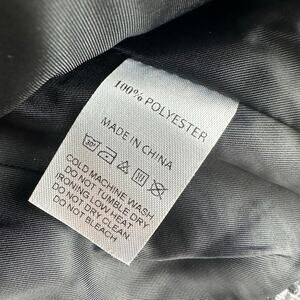 100% POLYESTER
MADE IN CHINA
COLD MACHINE WASH
DO NOT TUMBLE DRY
IRONING LOW HEAT
DO NOT DRY CLEAN
DO NOT BLEACH